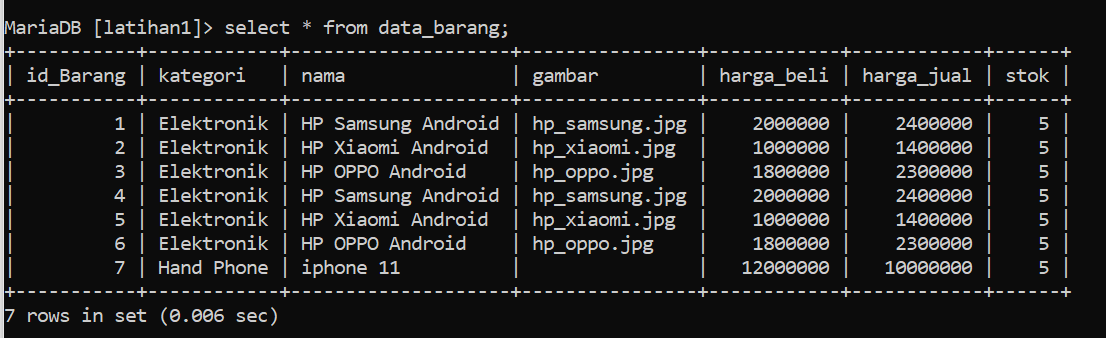 MariaDB [latihan1]> select * from data_barang;
+-----------+------------+--------------------+----------------+------------+------------+------+
| id_Barang | kategori   | nama               | gambar         | harga_beli | harga_jual | stok |
+-----------+------------+--------------------+----------------+------------+------------+------+
|         1 | Elektronik | HP Samsung Android | hp_samsung.jpg |    2000000 |    2400000 |    5 |
|         2 | Elektronik | HP Xiaomi Android  | hp_xiaomi.jpg  |    1000000 |    1400000 |    5 |
|         3 | Elektronik | HP OPPO Android    | hp_oppo.jpg    |    1800000 |    2300000 |    5 |
|         4 | Elektronik | HP Samsung Android | hp_samsung.jpg |    2000000 |    2400000 |    5 |
|         5 | Elektronik | HP Xiaomi Android  | hp_xiaomi.jpg  |    1000000 |    1400000 |    5 |
|         6 | Elektronik | HP OPPO Android    | hp_oppo.jpg    |    1800000 |    2300000 |    5 |
|         7 | Hand Phone | iphone 11          |                |   12000000 |   10000000 |    5 |
+-----------+------------+--------------------+----------------+------------+------------+------+
7 rows in set (0.006 sec)